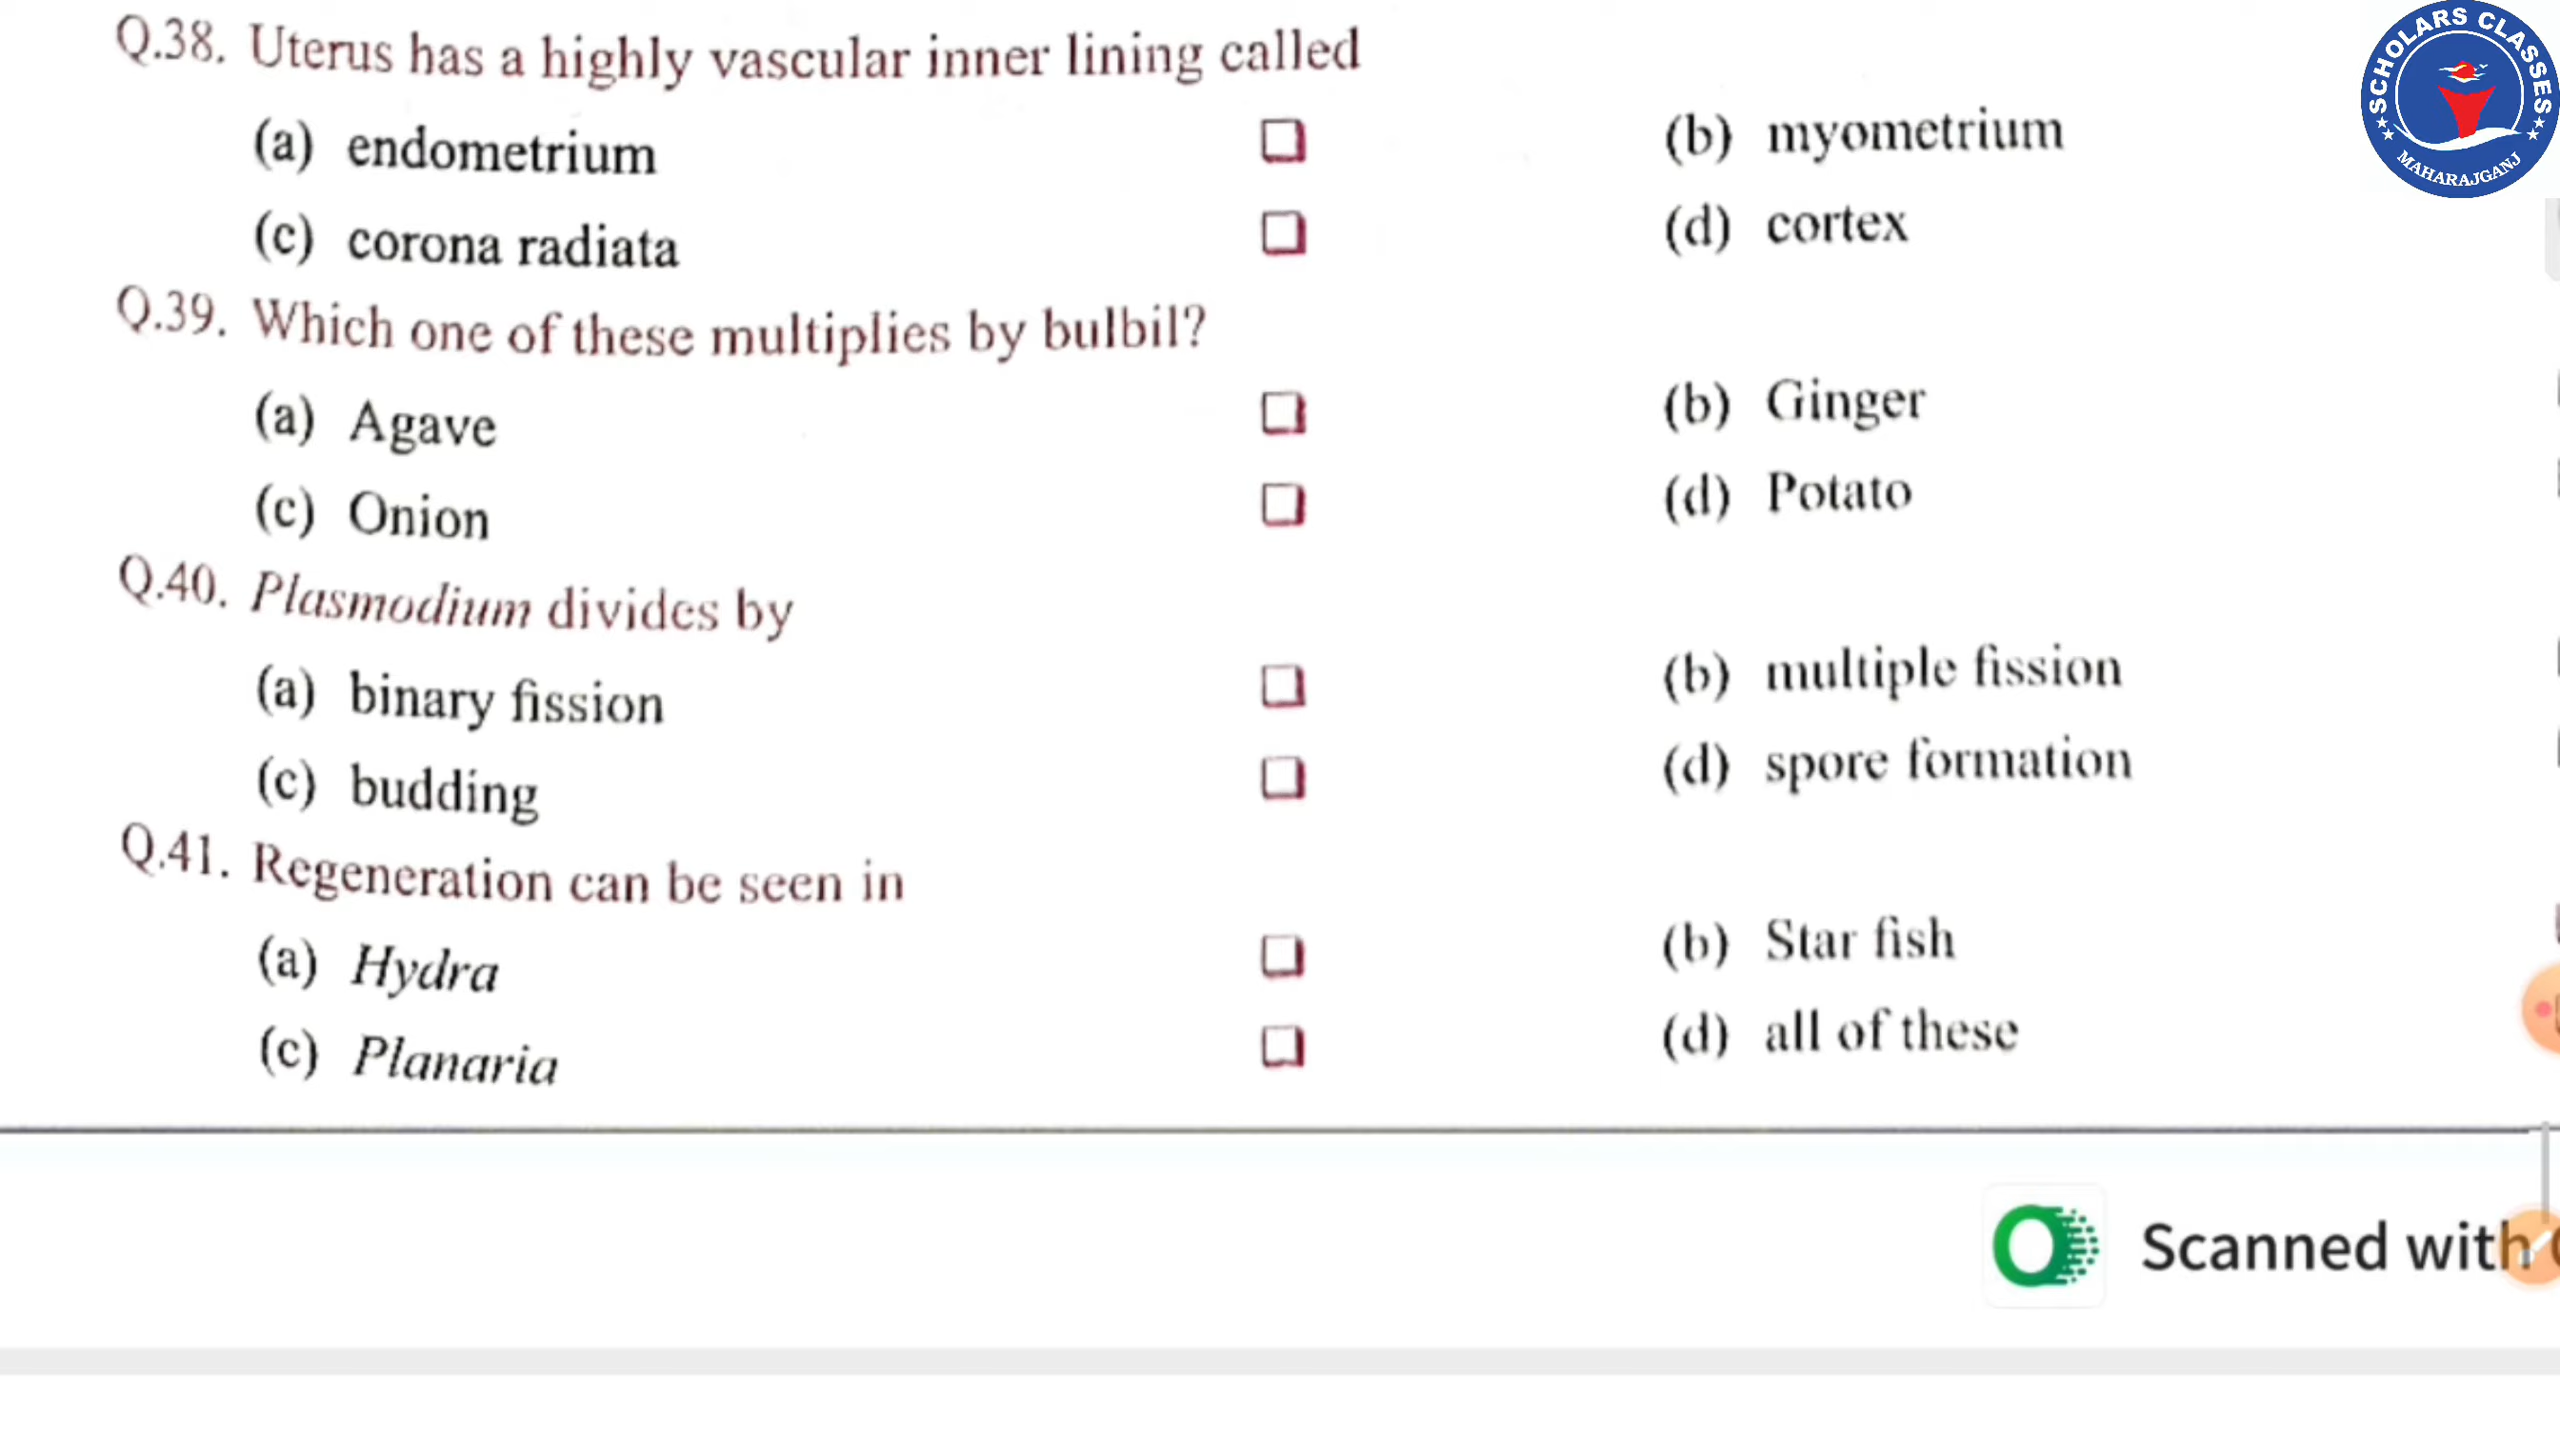 Q.38. Uterus has a highly vascular inner lining called
(a) endometrium (b) myometrium
(c) corona radiata (d) cortex
Q.39. Which one of these multiplies by bulbil?
(a) Agave (b) Ginger
(c) Onion (d) Potato
Q.40. Plasmodium divides by
(a) binary fission (b) multiple fission
(c) budding (d) spore formation
Q.41. Regeneration can be seen in
(a) Hydra (b) Star fish
(c) Planaria (d) all of these
SCHOLARS CLASSES
MAHARAJGANJ
Scanned with